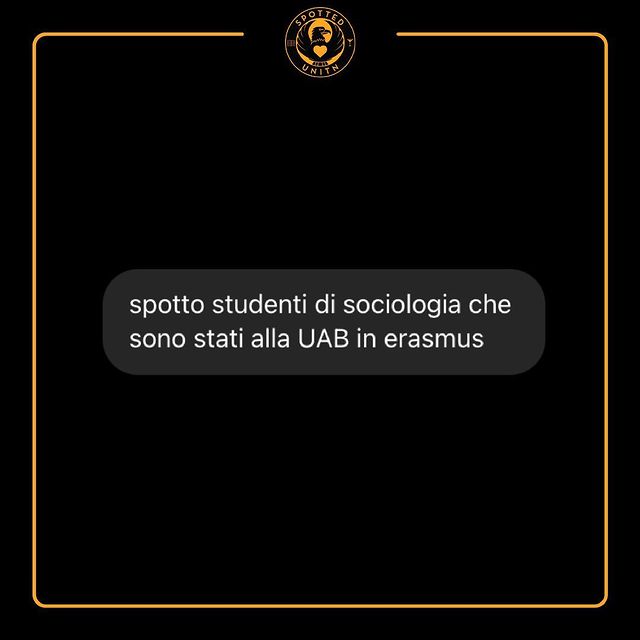 SPOTTED
UNITN
spotto studenti di sociologia che
sono stati alla UAB in erasmus